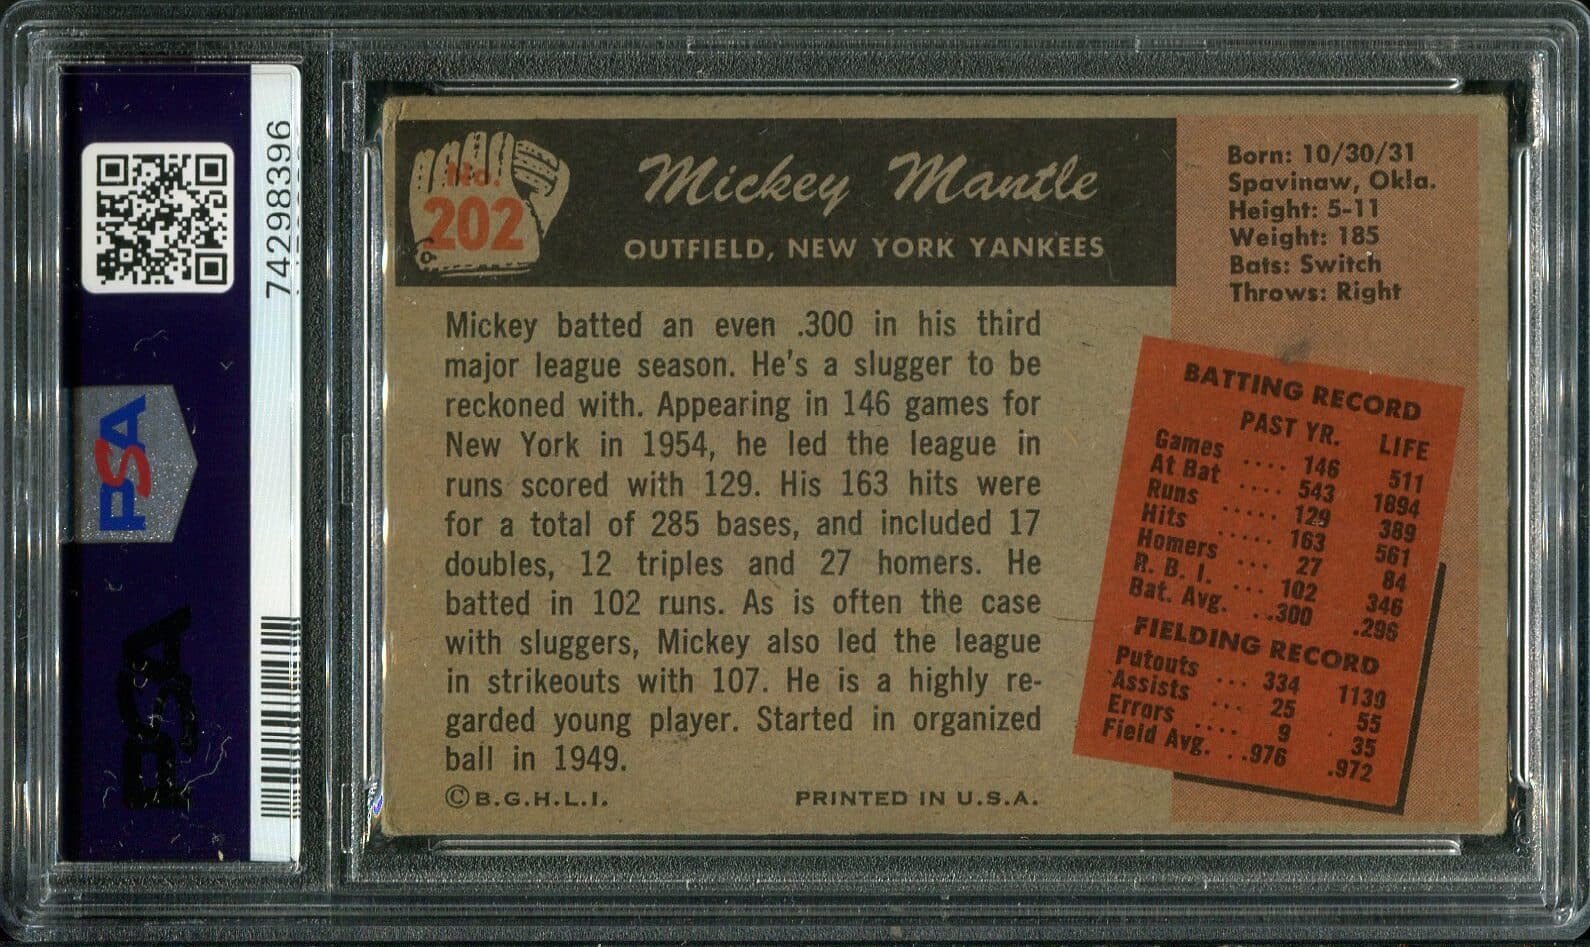 74298396
PSA
PSA
No.
202
Mickey Mantle
OUTFIELD, NEW YORK YANKEES
Born: 10/30/31
Spavinaw, Okla.
Height: 5-11
Weight: 185
Bats: Switch
Throws: Right
Mickey batted an even .300 in his third
major league season. He's a slugger to be
reckoned with. Appearing in 146 games for
New York in 1954, he led the league in
runs scored with 129. His 163 hits were
for a total of 285 bases, and included 17
doubles, 12 triples and 27 homers. He
batted in 102 runs. As is often the case
with sluggers, Mickey also led the league
in strikeouts with 107. He is a highly re-
garded young player. Started in organized
ball in 1949.
© B.G.H.L.I.
PRINTED IN U.S.A.
BATTING RECORD
PAST YR. LIFE
Games .... 146 511
At Bat .... 543 1894
Runs ..... 129 389
Hits ..... 163 561
Homers ... 27 84
R. B. I. ... 102 346
Bat. Avg. ..300 .296
FIELDING RECORD
Putouts ... 334 1139
Assists ... 25 55
Errors .... 9 35
Field Avg. ..976 .972